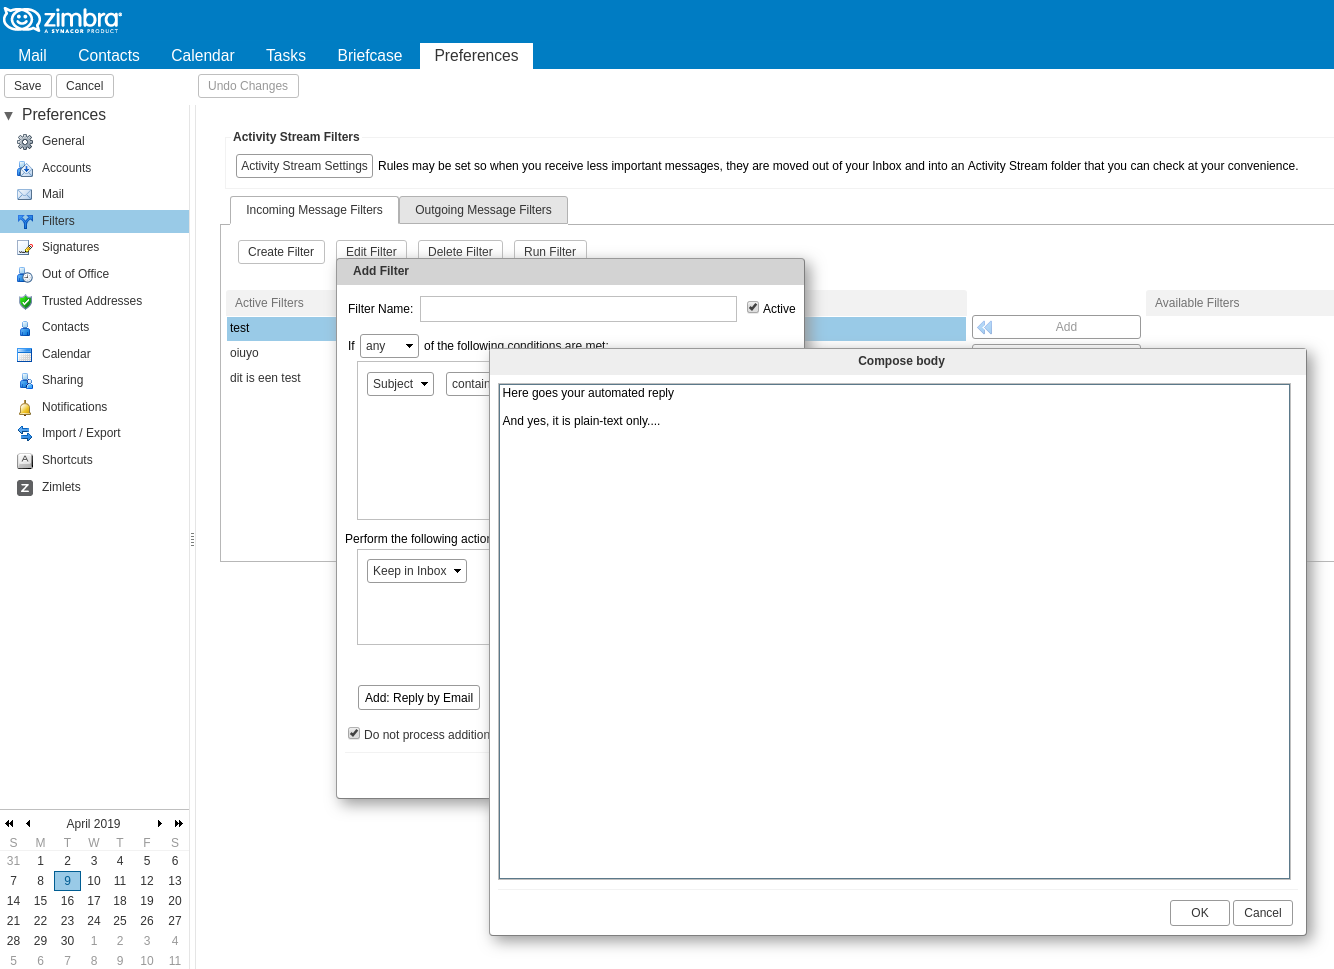 zimbra
A SYNACOR PRODUCT
Mail Contacts Calendar Tasks Briefcase Preferences
Save Cancel Undo Changes
Preferences
General
Accounts
Mail
Filters
Signatures
Out of Office
Trusted Addresses
Contacts
Calendar
Sharing
Notifications
Import / Export
Shortcuts
Zimlets
Activity Stream Filters
Activity Stream Settings Rules may be set so when you receive less important messages, they are moved out of your Inbox and into an Activity Stream folder that you can check at your convenience.
Incoming Message Filters Outgoing Message Filters
Create Filter Edit Filter Delete Filter Run Filter
Active Filters
test
oiuyo
dit is een test
Add
Available Filters
Add Filter
Filter Name: Active
If any of the following conditions are met:
Subject contain
Perform the following action
Keep in Inbox
Add: Reply by Email
Do not process addition
Compose body
Here goes your automated reply
And yes, it is plain-text only....
OK Cancel
April 2019
S M T W T F S
31 1 2 3 4 5 6
7 8 9 10 11 12 13
14 15 16 17 18 19 20
21 22 23 24 25 26 27
28 29 30 1 2 3 4
5 6 7 8 9 10 11